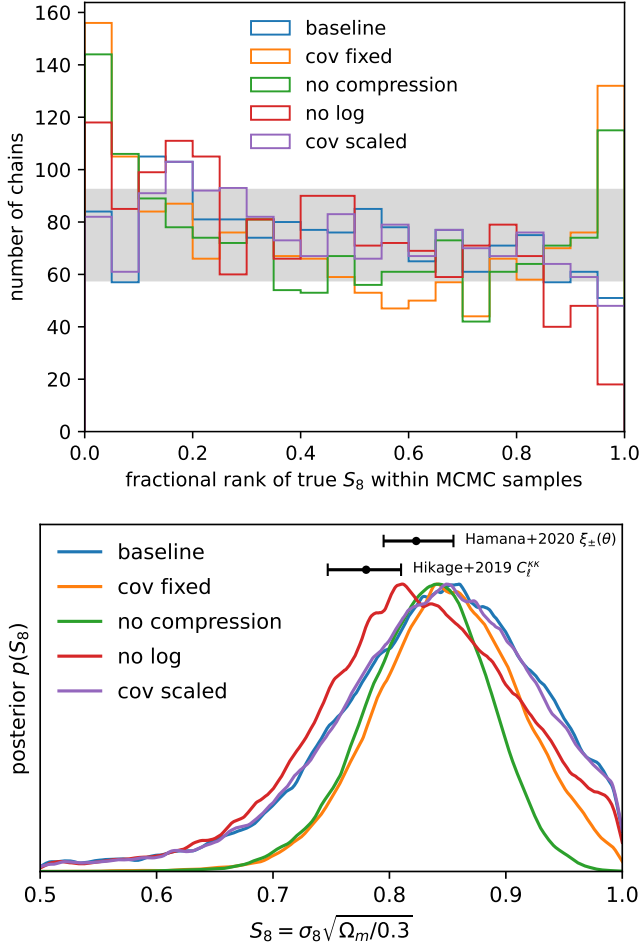 160
140
120
100
80
60
40
20
0
number of chains
baseline
cov fixed
no compression
no log
cov scaled
0.0 0.2 0.4 0.6 0.8 1.0
fractional rank of true S₈ within MCMC samples
posterior p(S₈)
baseline
cov fixed
no compression
no log
cov scaled
Hamana+2020 ξ±(θ)
Hikage+2019 Cℓ^κκ
0.5 0.6 0.7 0.8 0.9 1.0
S₈ = σ₈√Ωₘ/0.3